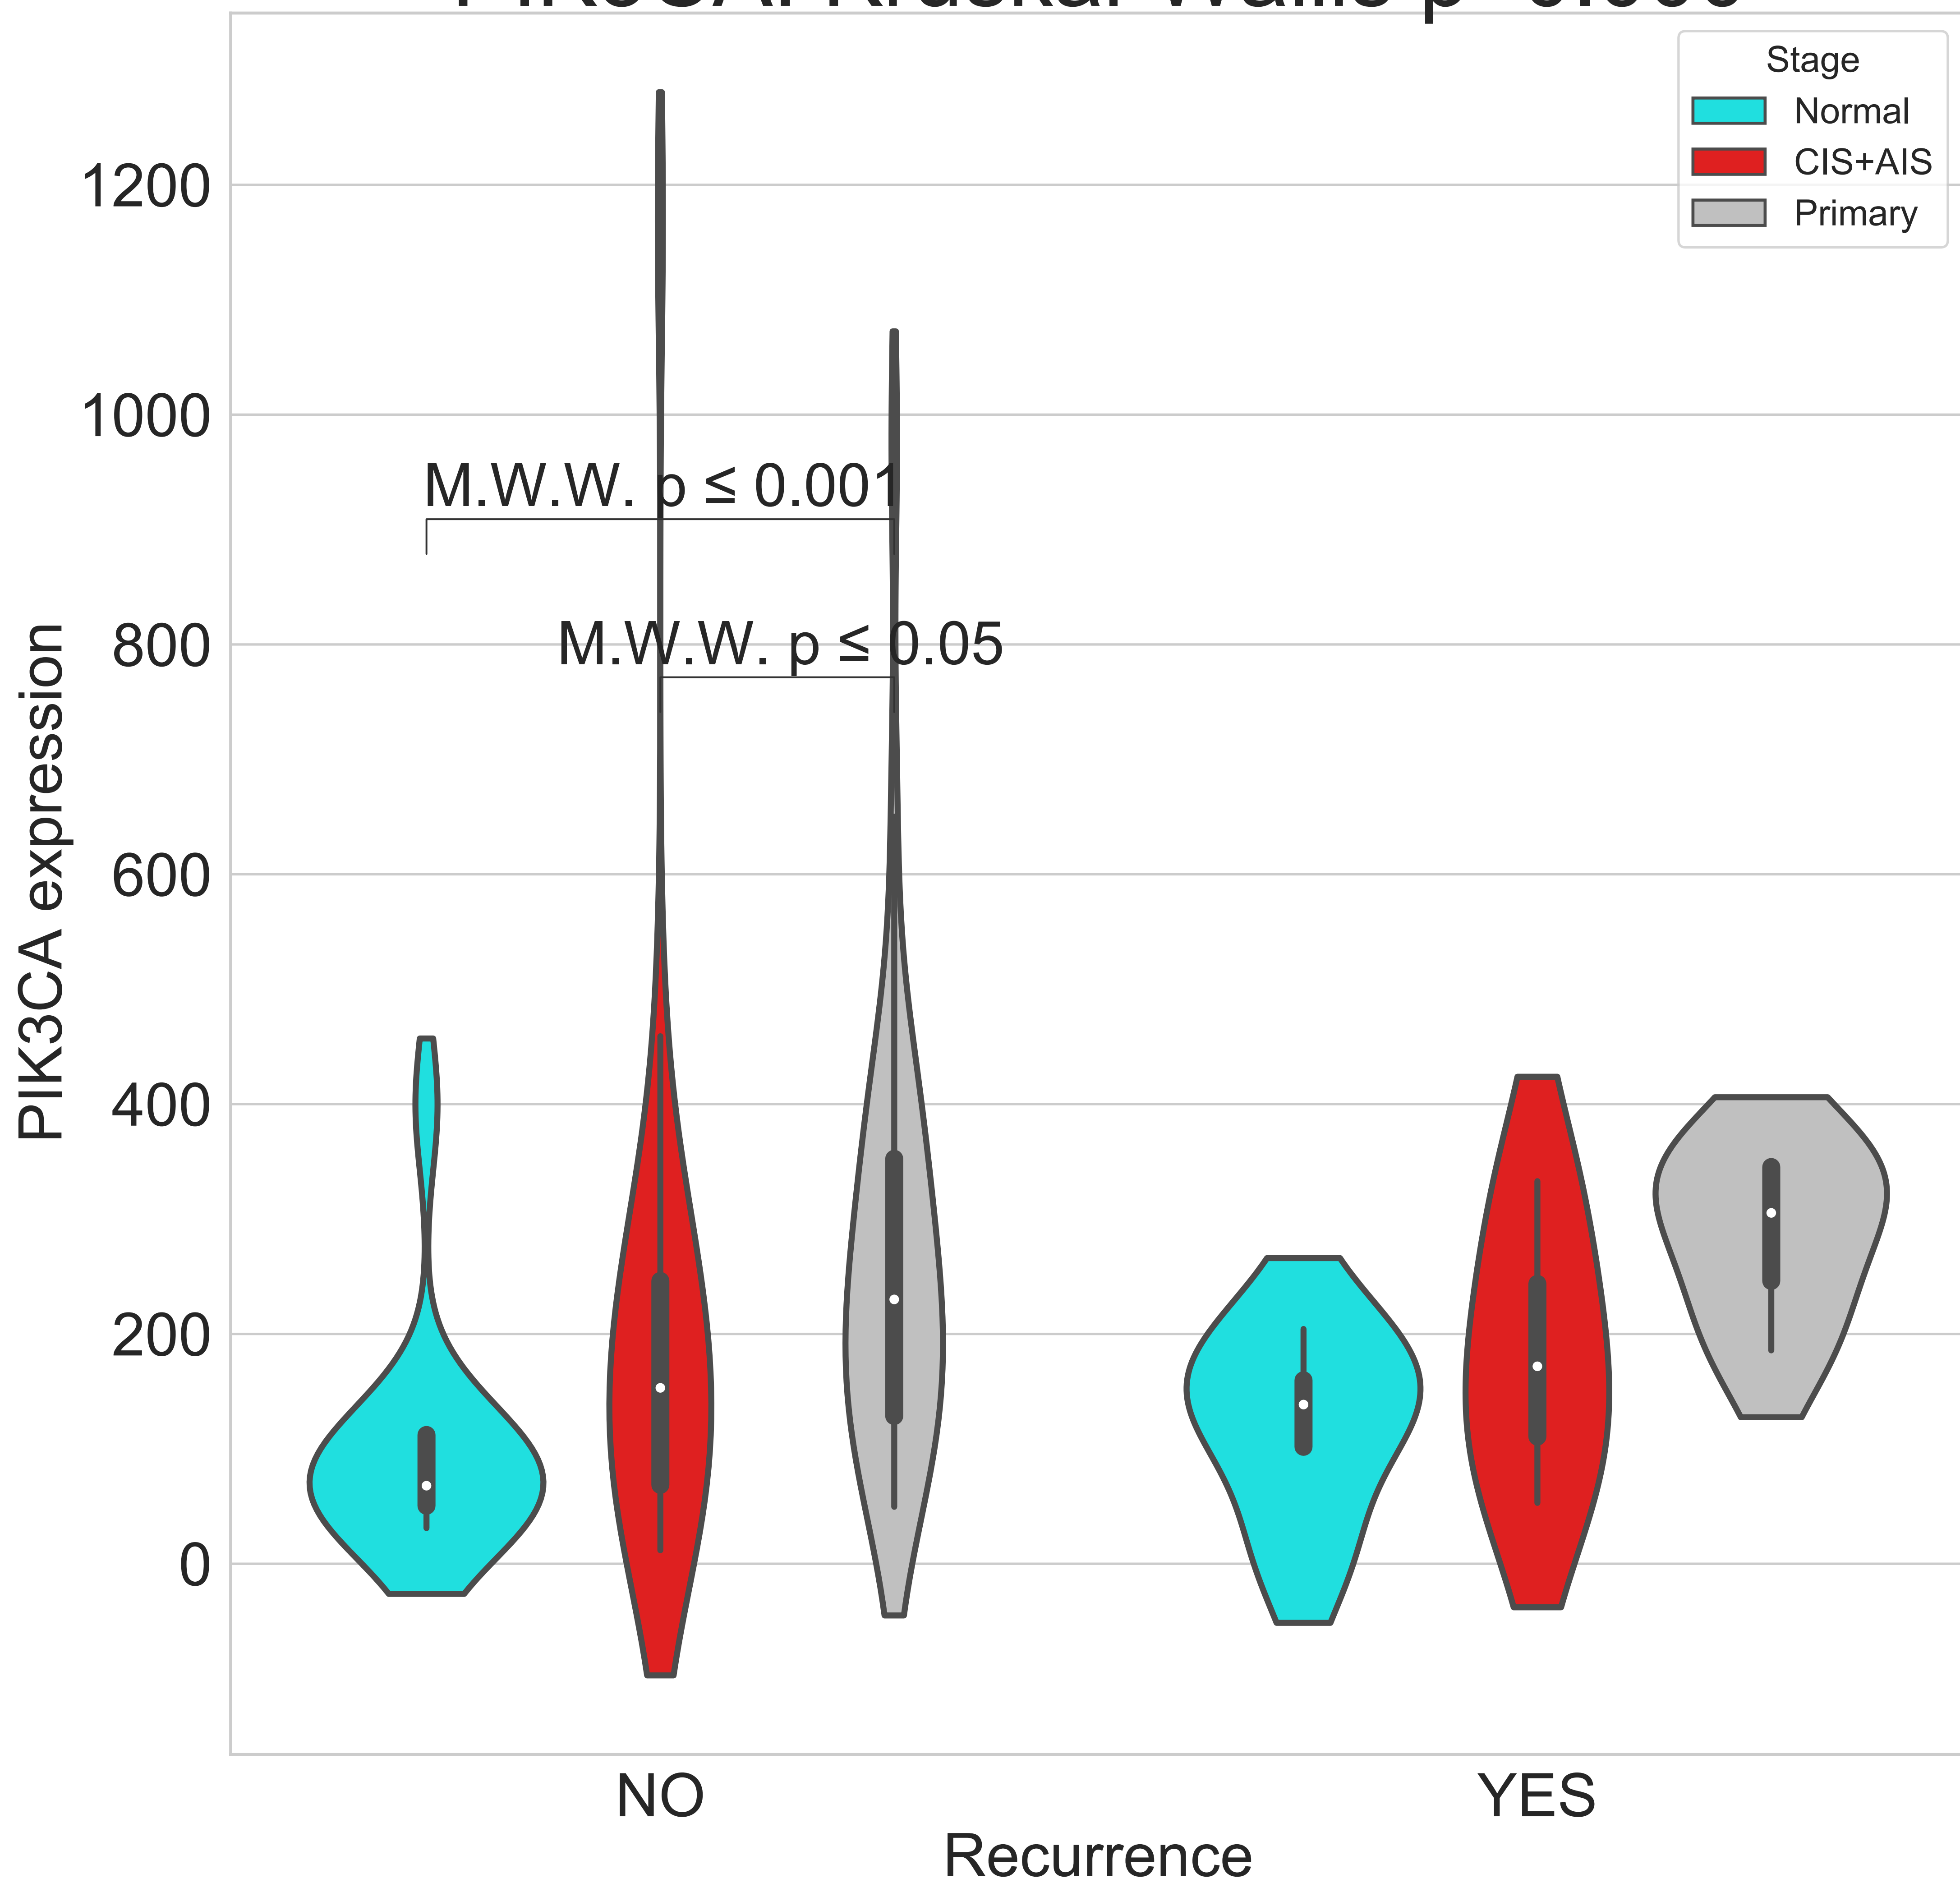 Stage
Normal
CIS+AIS
Primary
1200
1000
800
600
400
200
0
PIK3CA expression
M.W.W. p ≤ 0.001
M.W.W. p ≤ 0.05
NO
YES
Recurrence